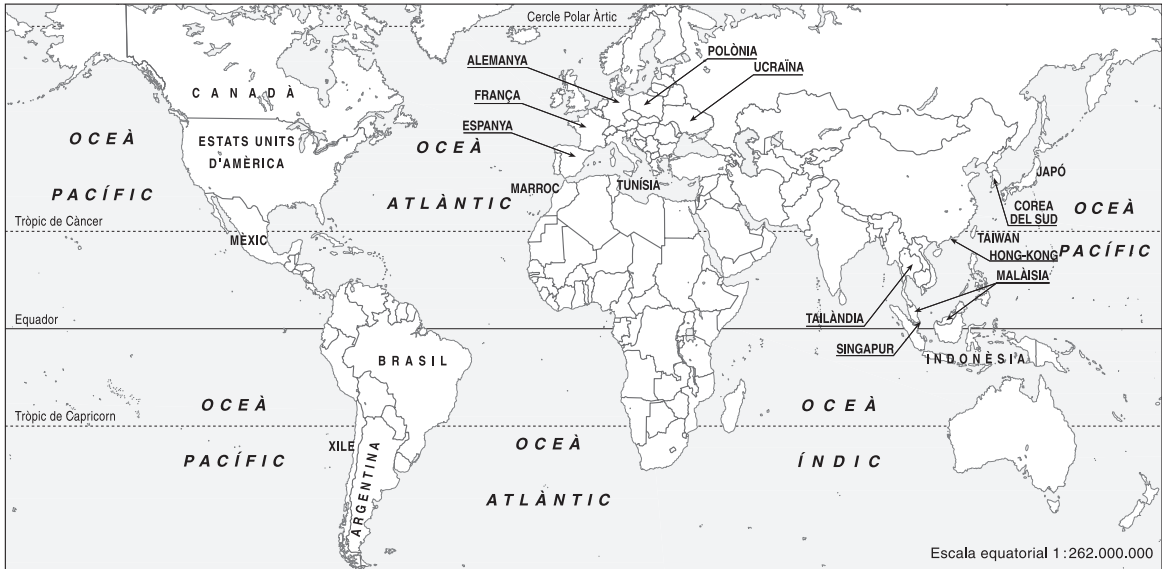 Cercle Polar Àrtic
POLÒNIA
ALEMANYA
UCRAÏNA
CANADÀ
FRANÇA
ESPANYA
OCEÀ
PACÍFIC
ESTATS UNITS
D'AMÈRICA
OCEÀ
ATLÀNTIC
MARROC
TUNÍSIA
JAPÓ
COREA
DEL SUD
OCEÀ
PACÍFIC
Tròpic de Càncer
MÈXIC
TAIWAN
HONG-KONG
MALÀISIA
TAILÀNDIA
Equador
SINGAPUR
INDONÈSIA
BRASIL
OCEÀ
PACÍFIC
Tròpic de Capricorn
OCEÀ
ÍNDIC
XILE
ARGENTINA
OCEÀ
ATLÀNTIC
Escala equatorial 1:262.000.000